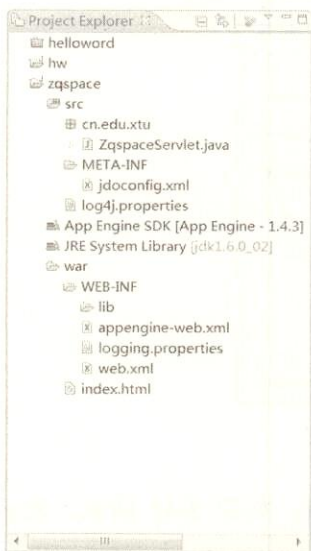 Project Explorer
helloword
hw
zqspace
src
cn.edu.xtu
ZqspaceServlet.java
META-INF
jdoconfig.xml
log4j.properties
App Engine SDK [App Engine - 1.4.3]
JRE System Library [jdk1.6.0_02]
war
WEB-INF
lib
appengine-web.xml
logging.properties
web.xml
index.html